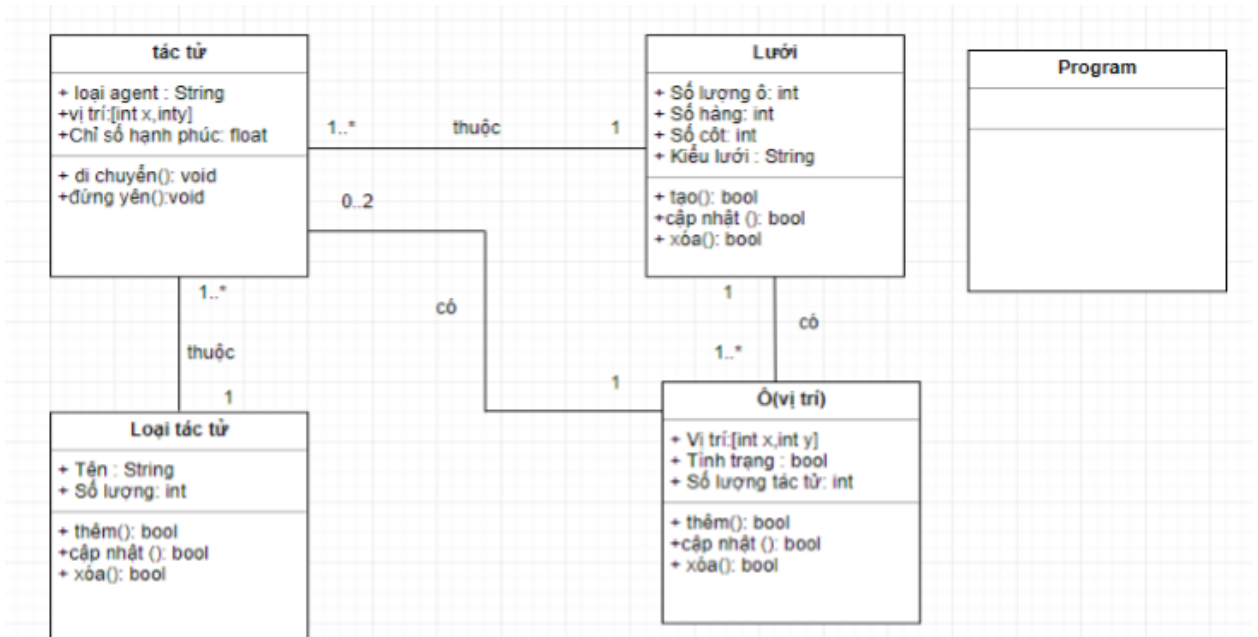 tác tử
+ loại agent : String
+vị trí:[int x,inty]
+Chỉ số hạnh phúc: float
+ di chuyển(): void
+đứng yên():void
1..*
thuộc
1
Lưới
+ Số lượng ô: int
+ Số hàng: int
+ Số côt: int
+ Kiểu lưới : String
+ tạo(): bool
+cập nhật (): bool
+ xóa(): bool
Program
0..2
có
1
1..*
thuộc
1
1
có
1..*
Loại tác tử
+ Tên : String
+ Số lượng: int
+ thêm(): bool
+cập nhật (): bool
+ xóa(): bool
Ô(vị trí)
+ Vị trí:[int x,int y]
+ Tình trạng : bool
+ Số lượng tác tử: int
+ thêm(): bool
+cập nhật (): bool
+ xóa(): bool